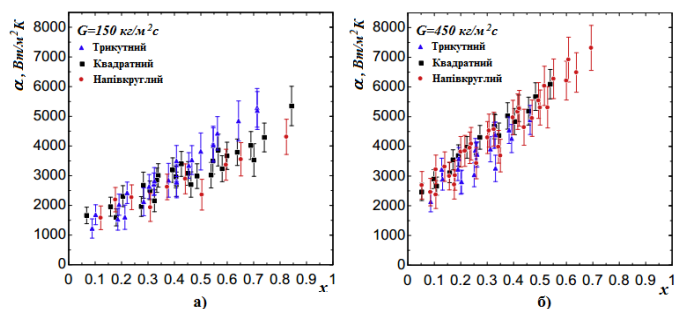 8000
7000
6000
5000
4000
3000
2000
1000
0
α, Вт/м²K
G=150 кг/м²с
Трикутний
Квадратний
Напівкруглий
0 0.1 0.2 0.3 0.4 0.5 0.6 0.7 0.8 0.9 1
x
а)
8000
7000
6000
5000
4000
3000
2000
1000
0
α, Вт/м²K
G=450 кг/м²с
Трикутний
Квадратний
Напівкруглий
0 0.1 0.2 0.3 0.4 0.5 0.6 0.7 0.8 0.9 1
x
б)